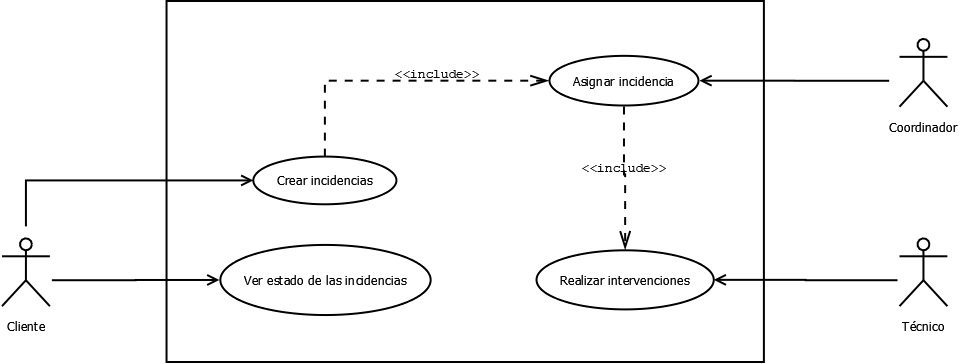 <<include>>
Asignar incidencia
Coordinador
<<include>>
Crear incidencias
Ver estado de las incidencias
Realizar intervenciones
Cliente
Técnico